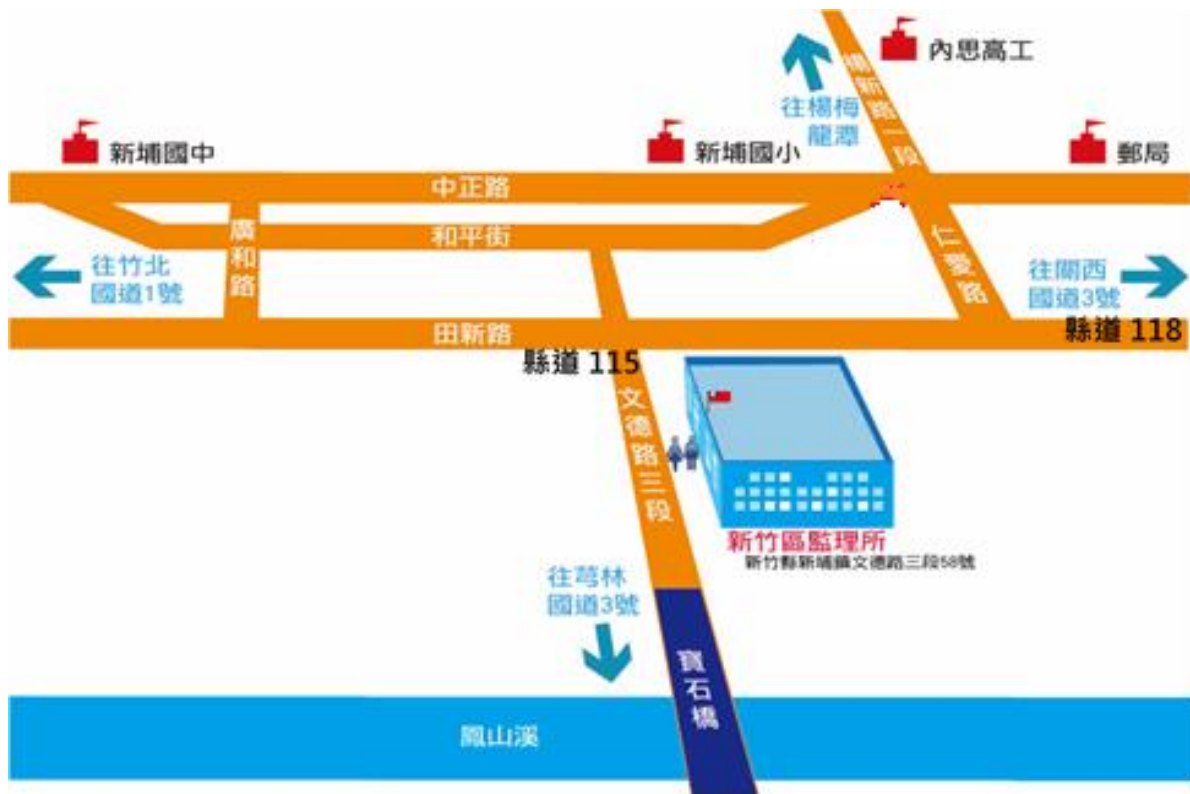 內思高工
楊新路一段
往楊梅
龍潭
新埔國中
新埔國小
郵局
中正路
廣和路
和平街
仁愛路
往竹北
國道1號
往關西
國道3號
田新路
縣道 118
縣道 115
文德路三段
新竹區監理所
新竹縣新埔鎮文德路三段58號
往芎林
國道3號
寶石橋
鳳山溪